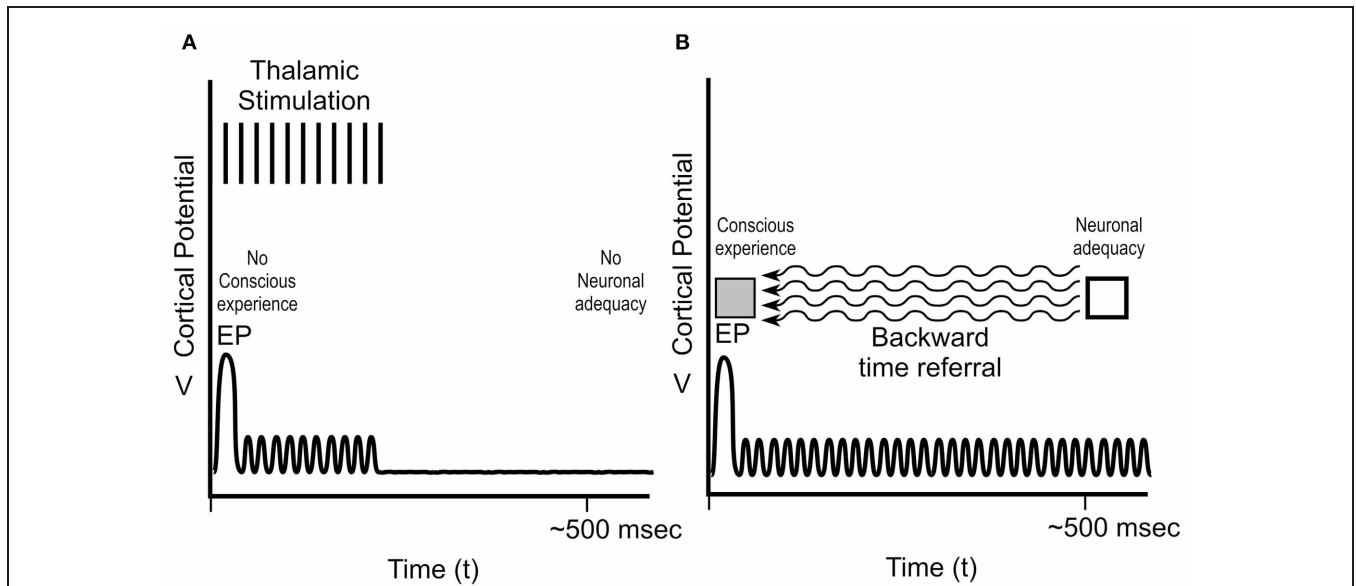 A
Thalamic
Stimulation
V Cortical Potential
No
Conscious
experience
EP
No
Neuronal
adequacy
~500 msec
Time (t)
B
V Cortical Potential
Conscious
experience
EP
Neuronal
adequacy
Backward
time referral
~500 msec
Time (t)